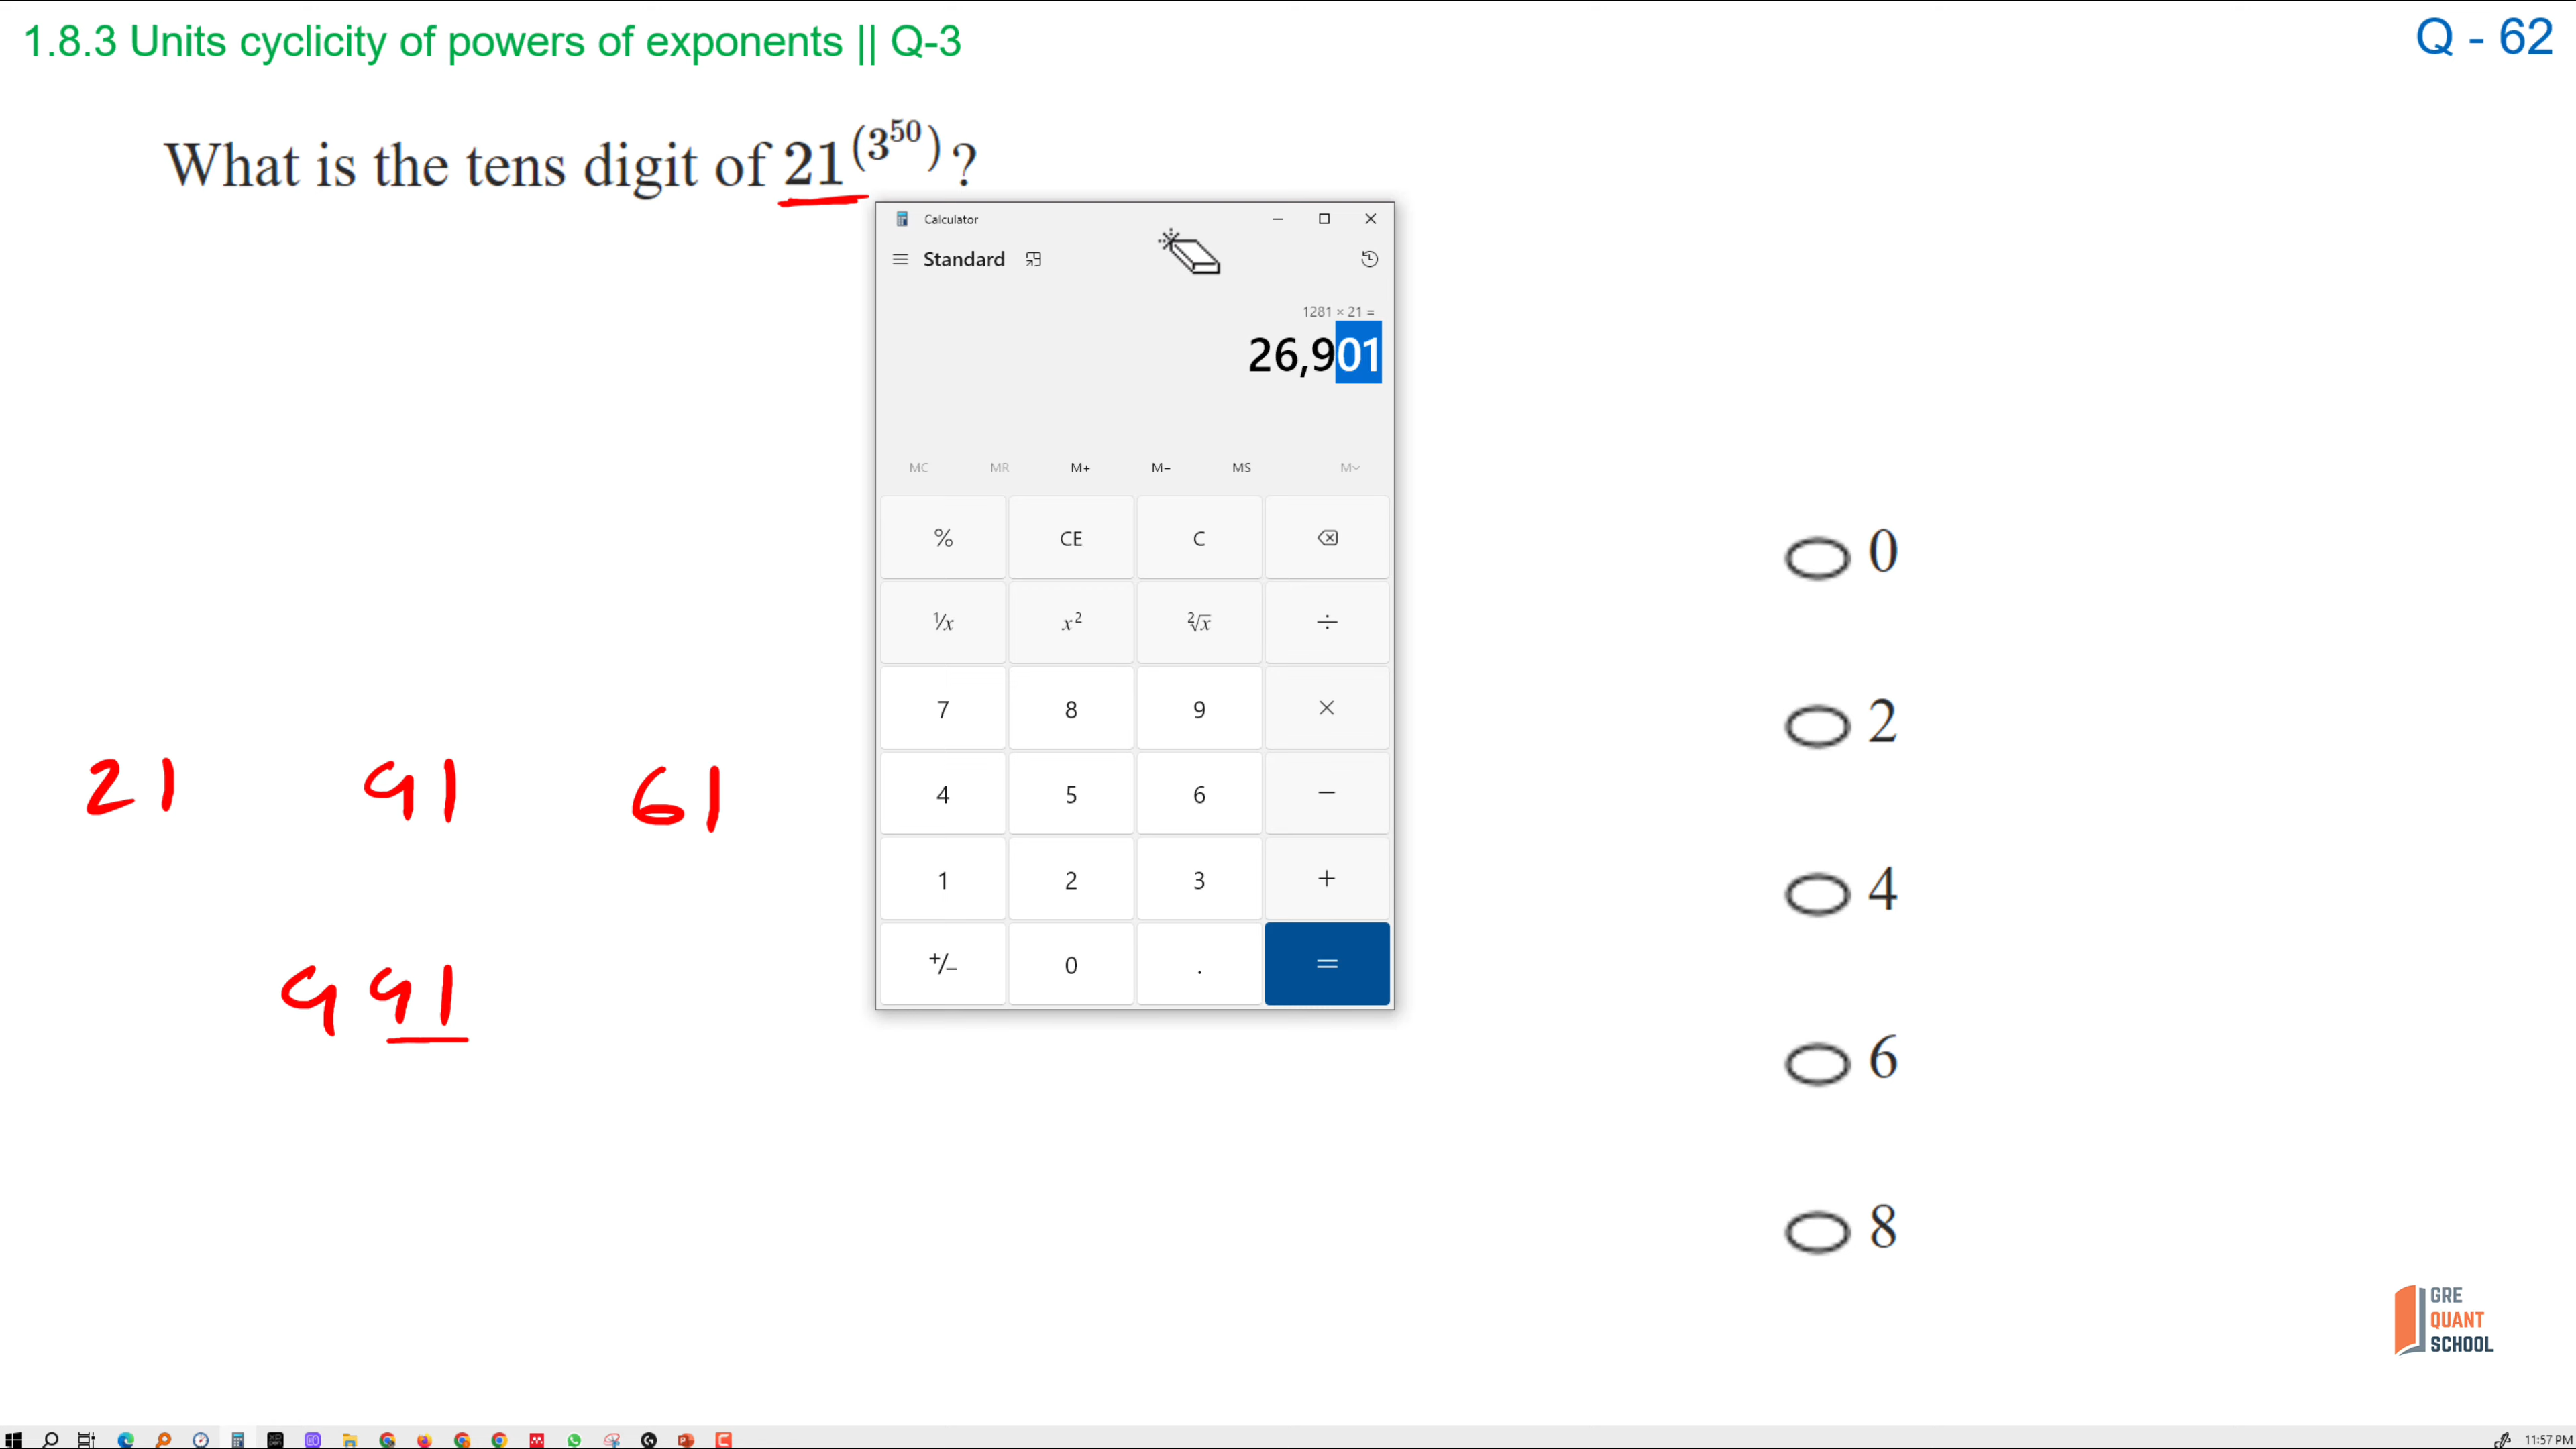 1.8.3 Units cyclicity of powers of exponents || Q-3
Q - 62
What is the tens digit of 21^(3^50)?
Calculator
Standard
1281 × 21 =
26,901
MC MR M+ M− MS M
% CE C
1/x x² ²√x ÷
7 8 9 ×
4 5 6 −
1 2 3 +
+/− 0 . =
21 91 61
991
0
2
4
6
8
GRE
QUANT
SCHOOL
11:57 PM